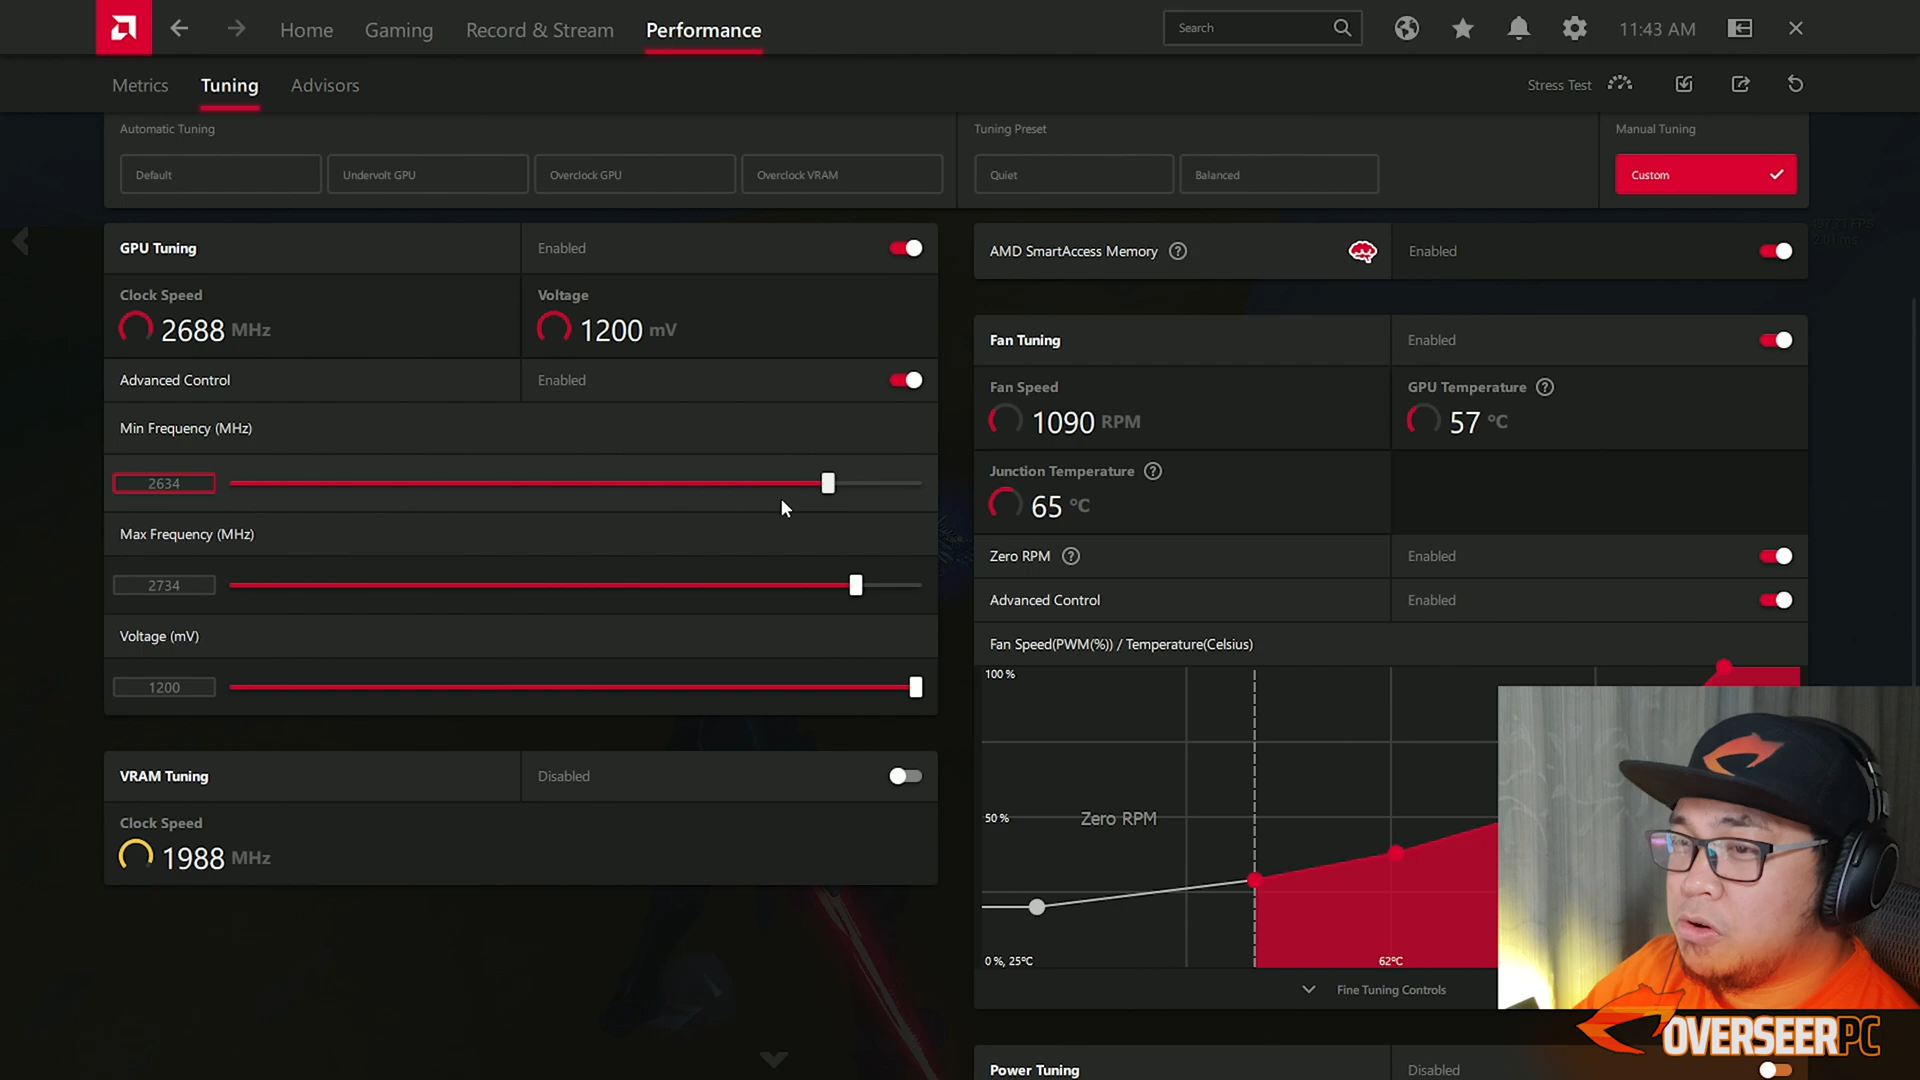 Home
Gaming
Record & Stream
Performance
Search
11:43 AM
Metrics
Tuning
Advisors
Stress Test
Automatic Tuning
Default
Undervolt GPU
Overclock GPU
Overclock VRAM
Tuning Preset
Quiet
Balanced
Manual Tuning
Custom
GPU Tuning
Enabled
Clock Speed
2688 MHz
Voltage
1200 mV
Advanced Control
Enabled
Min Frequency (MHz)
2634
Max Frequency (MHz)
2734
Voltage (mV)
1200
VRAM Tuning
Disabled
Clock Speed
1988 MHz
AMD SmartAccess Memory
Enabled
Fan Tuning
Enabled
Fan Speed
1090 RPM
GPU Temperature
57 °C
Junction Temperature
65 °C
Zero RPM
Enabled
Advanced Control
Enabled
Fan Speed(PWM(%)) / Temperature(Celsius)
100 %
50 %
Zero RPM
0 %, 25°C
62°C
Fine Tuning Controls
Power Tuning
Disabled
OVERSEERPC